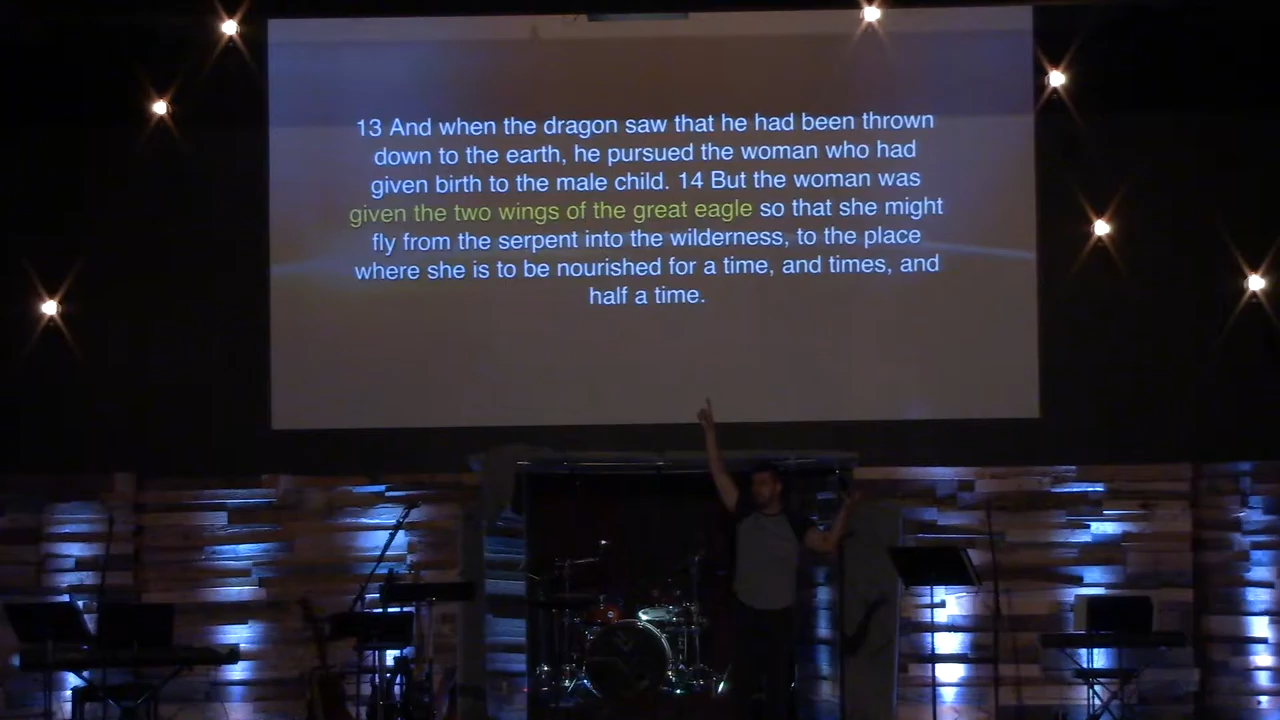 13 And when the dragon saw that he had been thrown
down to the earth, he pursued the woman who had
given birth to the male child. 14 But the woman was
given the two wings of the great eagle so that she might
fly from the serpent into the wilderness, to the place
where she is to be nourished for a time, and times, and
half a time.